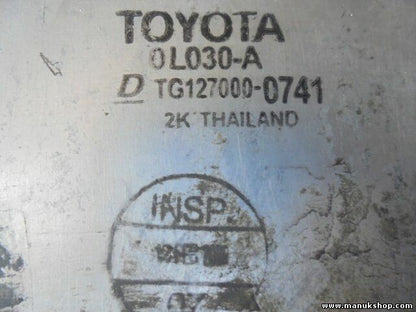 TOYOTA
0L030-A
D TG127000-0741
2K THAILAND
INSP.
www.manukshop.com